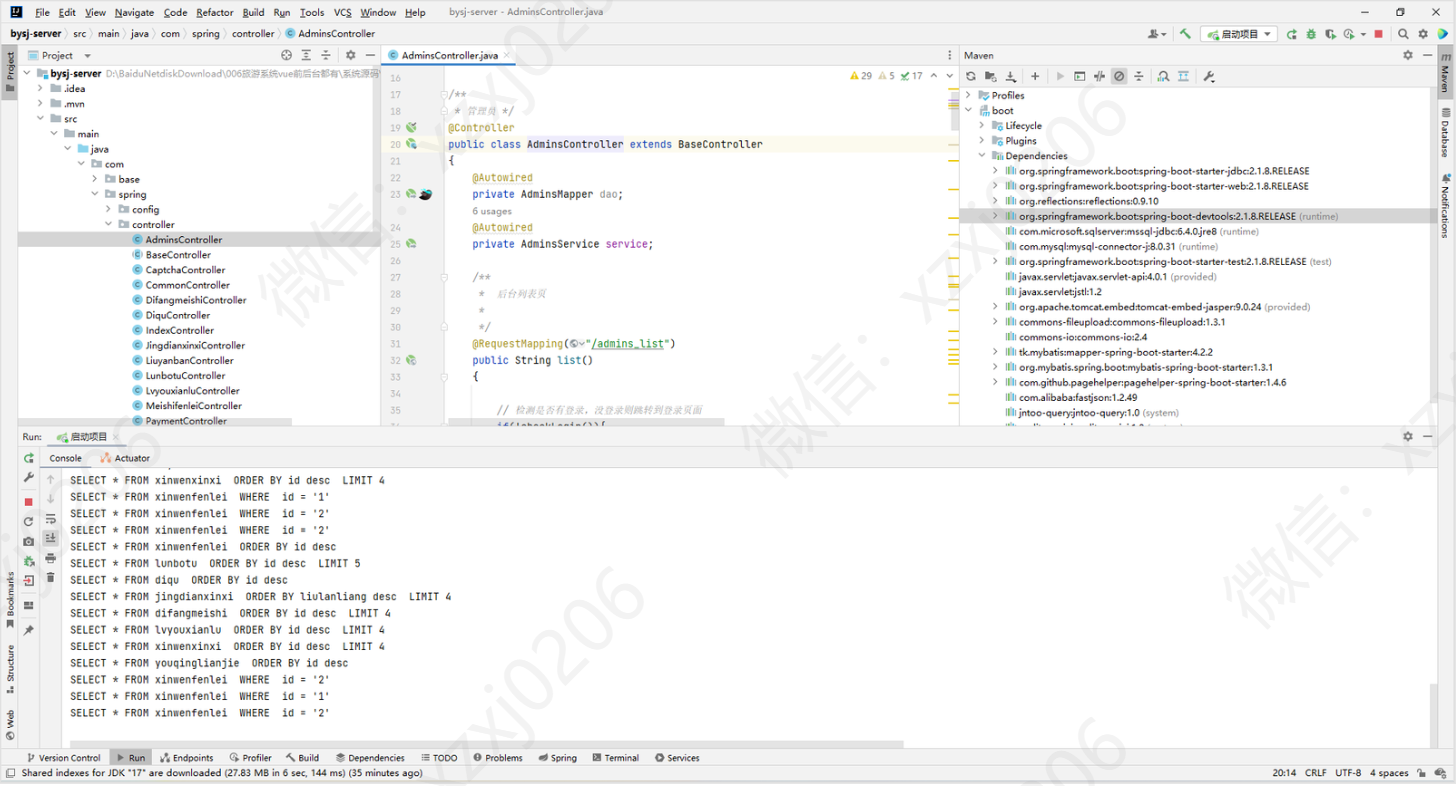 File Edit View Navigate Code Refactor Build Run Tools VCS Window Help bysj-server - AdminsController.java
bysj-server src main java com spring controller AdminsController
启动项目
Project
AdminsController.java
Maven
bysj-server D:\BaiduNetdiskDownload\006旅游系统vue前后台都有\系统源码
.idea
.mvn
src
main
java
com
base
spring
config
controller
AdminsController
BaseController
CaptchaController
CommonController
DifangmeishiController
DiquController
IndexController
JingdianxinxiController
LiuyanbanController
LunbotuController
LvyouxianluController
MeishifenleiController
PaymentController
29 5 17
16
17 /**
18 * 管理员 */
19 @Controller
20 public class AdminsController extends BaseController
21 {
22 @Autowired
23 private AdminsMapper dao;
6 usages
24 @Autowired
25 private AdminsService service;
26
27 /**
28 * 后台列表页
29 *
30 */
31 @RequestMapping("/admins_list")
32 public String list()
33 {
34
35 // 检测是否有登录，没登录则跳转到登录页面
Profiles
boot
Lifecycle
Plugins
Dependencies
org.springframework.boot:spring-boot-starter-jdbc:2.1.8.RELEASE
org.springframework.boot:spring-boot-starter-web:2.1.8.RELEASE
org.reflections:reflections:0.9.10
org.springframework.boot:spring-boot-devtools:2.1.8.RELEASE (runtime)
com.microsoft.sqlserver:mssql-jdbc:6.4.0.jre8 (runtime)
com.mysql:mysql-connector-j:8.0.31 (runtime)
org.springframework.boot:spring-boot-starter-test:2.1.8.RELEASE (test)
javax.servlet:javax.servlet-api:4.0.1 (provided)
javax.servlet:jstl:1.2
org.apache.tomcat.embed:tomcat-embed-jasper:9.0.24 (provided)
commons-fileupload:commons-fileupload:1.3.1
commons-io:commons-io:2.4
tk.mybatis:mapper-spring-boot-starter:4.2.2
org.mybatis.spring.boot:mybatis-spring-boot-starter:1.3.1
com.github.pagehelper:pagehelper-spring-boot-starter:1.4.6
com.alibaba:fastjson:1.2.49
jntoo-query:jntoo-query:1.0 (system)
Project
Bookmarks
Structure
Web
Maven
Database
Notifications
Run: 启动项目
Console Actuator
SELECT * FROM xinwenxinxi ORDER BY id desc LIMIT 4
SELECT * FROM xinwenfenlei WHERE id = '1'
SELECT * FROM xinwenfenlei WHERE id = '2'
SELECT * FROM xinwenfenlei WHERE id = '2'
SELECT * FROM xinwenfenlei ORDER BY id desc
SELECT * FROM lunbotu ORDER BY id desc LIMIT 5
SELECT * FROM diqu ORDER BY id desc
SELECT * FROM jingdianxinxi ORDER BY liulanliang desc LIMIT 4
SELECT * FROM difangmeishi ORDER BY id desc LIMIT 4
SELECT * FROM lvyouxianlu ORDER BY id desc LIMIT 4
SELECT * FROM xinwenxinxi ORDER BY id desc LIMIT 4
SELECT * FROM youqinglianjie ORDER BY id desc
SELECT * FROM xinwenfenlei WHERE id = '2'
SELECT * FROM xinwenfenlei WHERE id = '1'
SELECT * FROM xinwenfenlei WHERE id = '2'
Version Control Run Endpoints Profiler Build Dependencies TODO Problems Spring Terminal Services
Shared indexes for JDK "17" are downloaded (27.83 MB in 6 sec, 144 ms) (35 minutes ago)
20:14 CRLF UTF-8 4 spaces
微信：xzxj0206
微信：xzxj0206
微信：